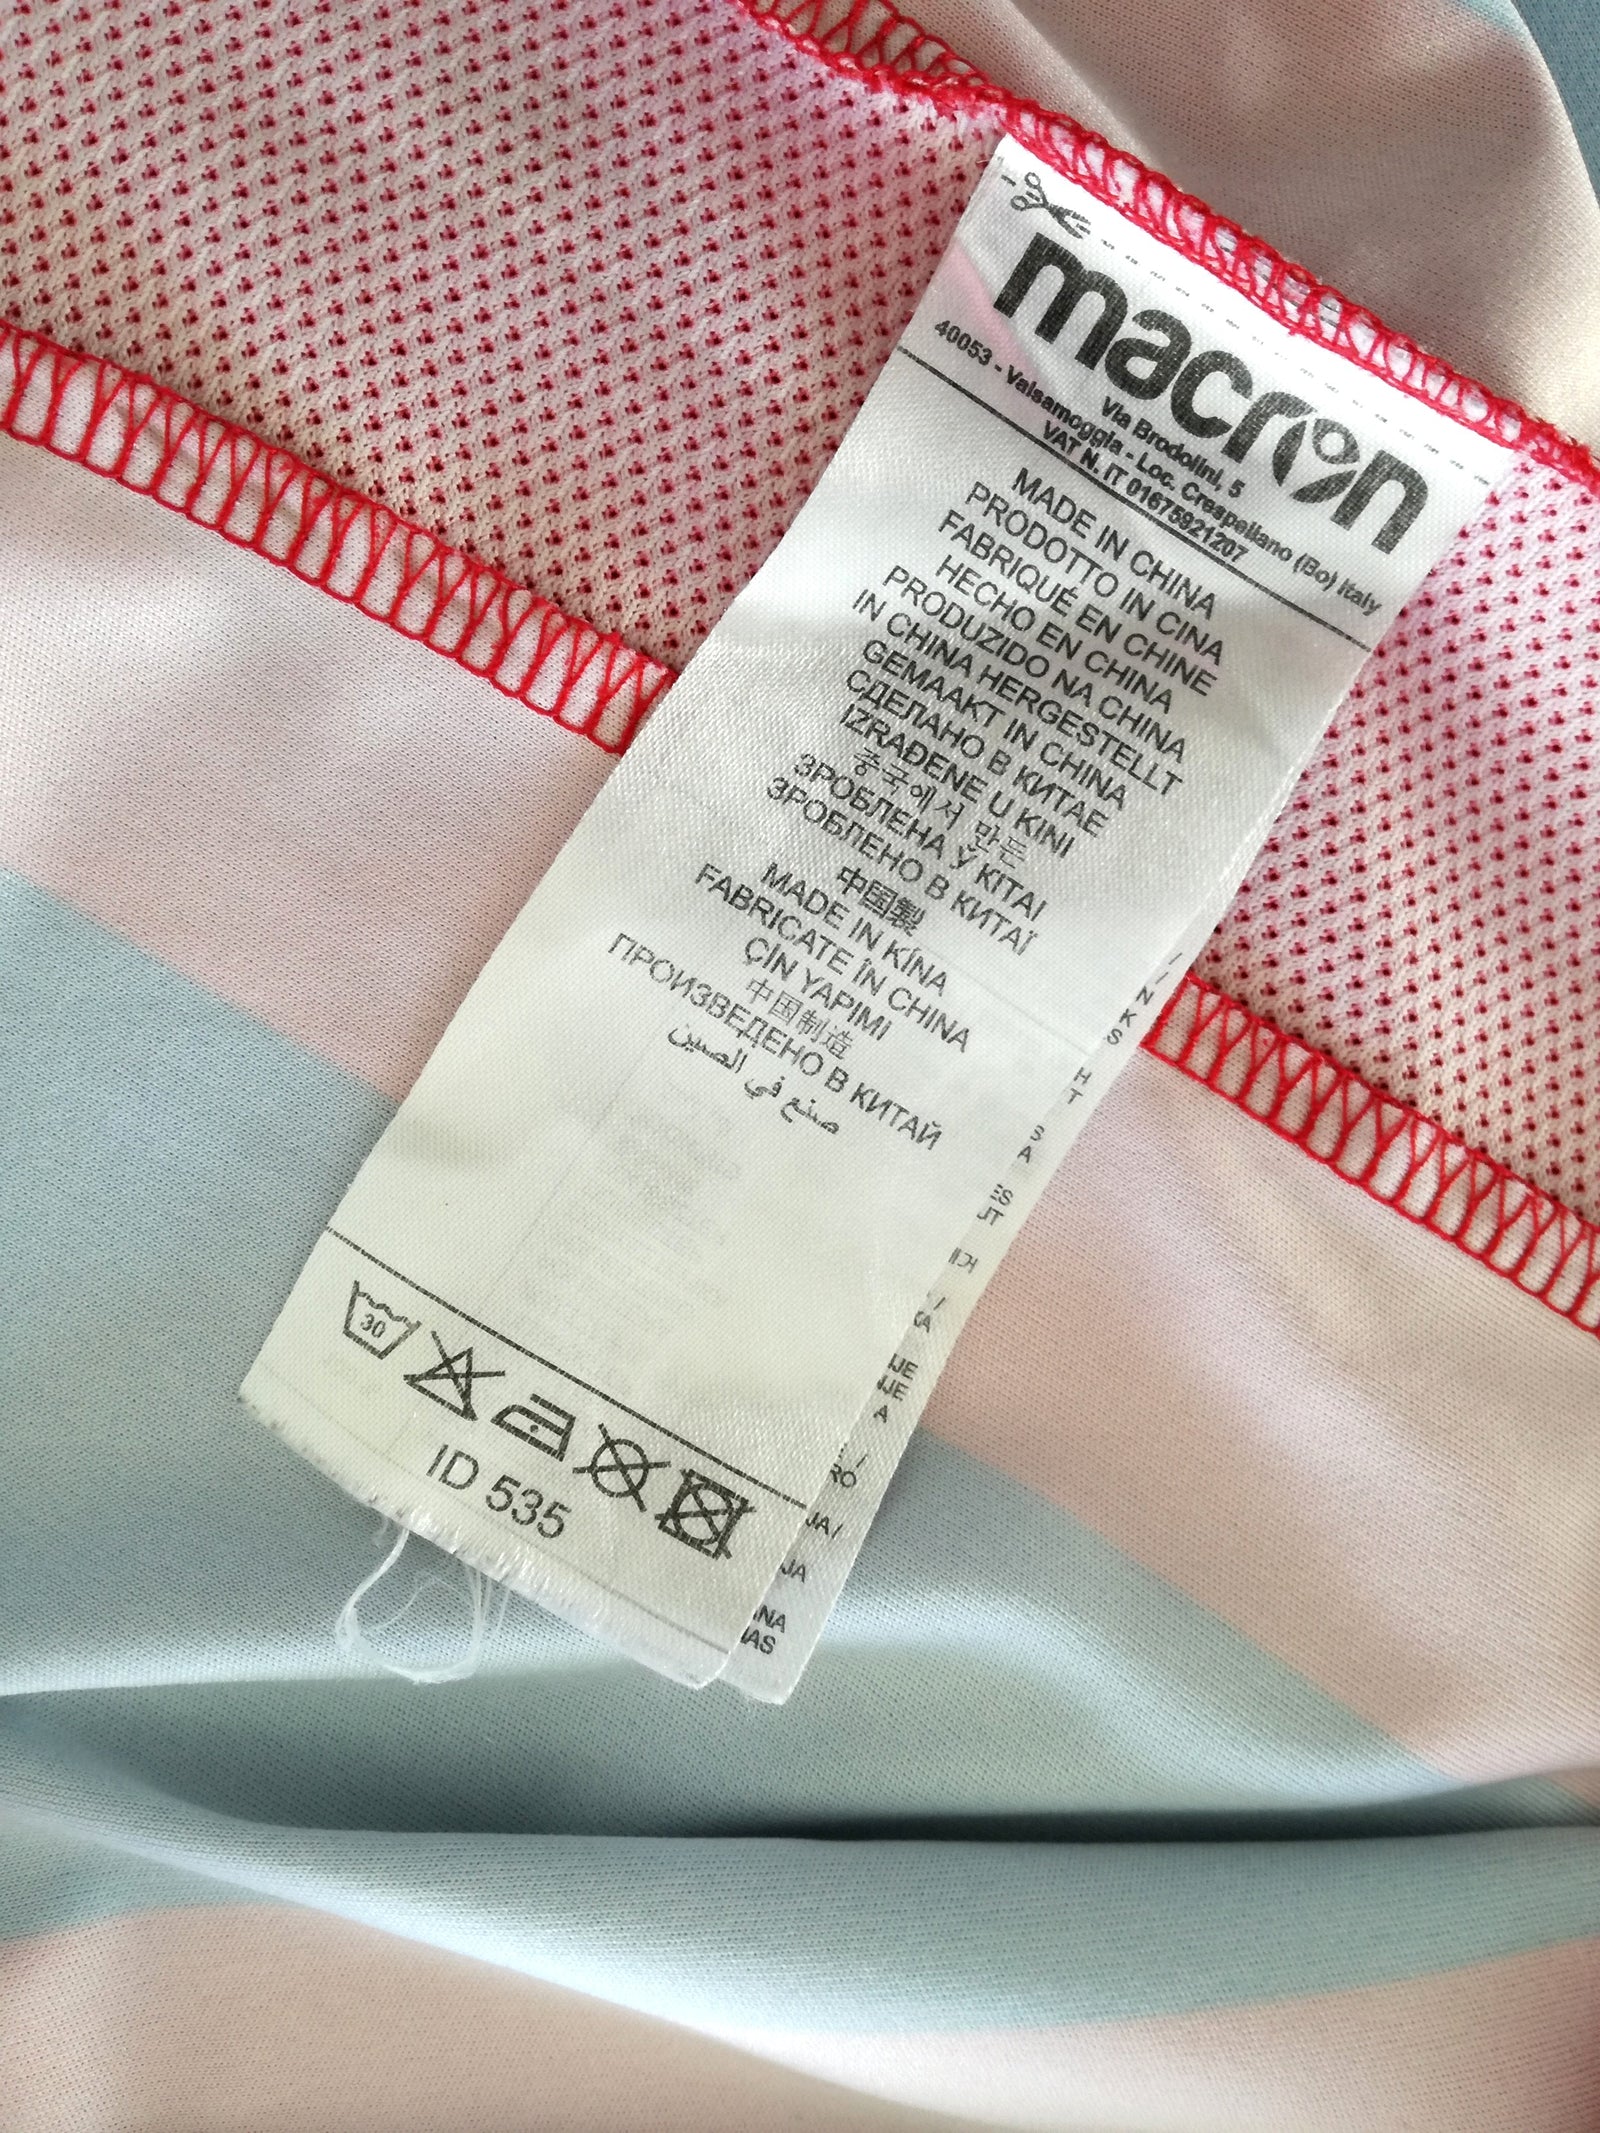 macron
Via Brodolini, 5
40053 - Valsamoggia - Loc. Crespellano (Bo) Italy
VAT N. IT 01675921207
MADE IN CHINA
PRODOTTO IN CINA
FABRIQUÉ EN CHINE
HECHO EN CHINA
PRODUZIDO NA CHINA
IN CHINA HERGESTELLT
GEMAAKT IN CHINA
СДЕЛАНО В КИТАЕ
IZRAĐENE U KINI
중국에서 만든
ЗРОБЛЕНА Ў КІТАІ
ЗРОБЛЕНО В КИТАЇ
中国製
MADE IN KÍNA
FABRICATE ÎN CHINA
ÇIN YAPIMI
中国制造
ПРОИЗВЕДЕНО В КИТАЙ
صنع في الصين
30
ID 535